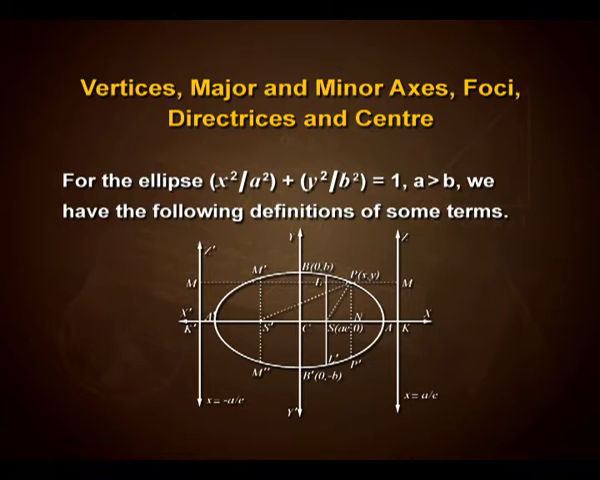 Vertices, Major and Minor Axes, Foci,
Directrices and Centre
For the ellipse (x²/a²) + (y²/b²) = 1, a > b, we
have the following definitions of some terms.
Y
Z' Z
M' B(0,b) P(x,y)
M L M
X' A' N X
K' S' C S(ae,0) A K
M'' L' P'
B'(0,-b)
x = -a/e x = a/e
Y'